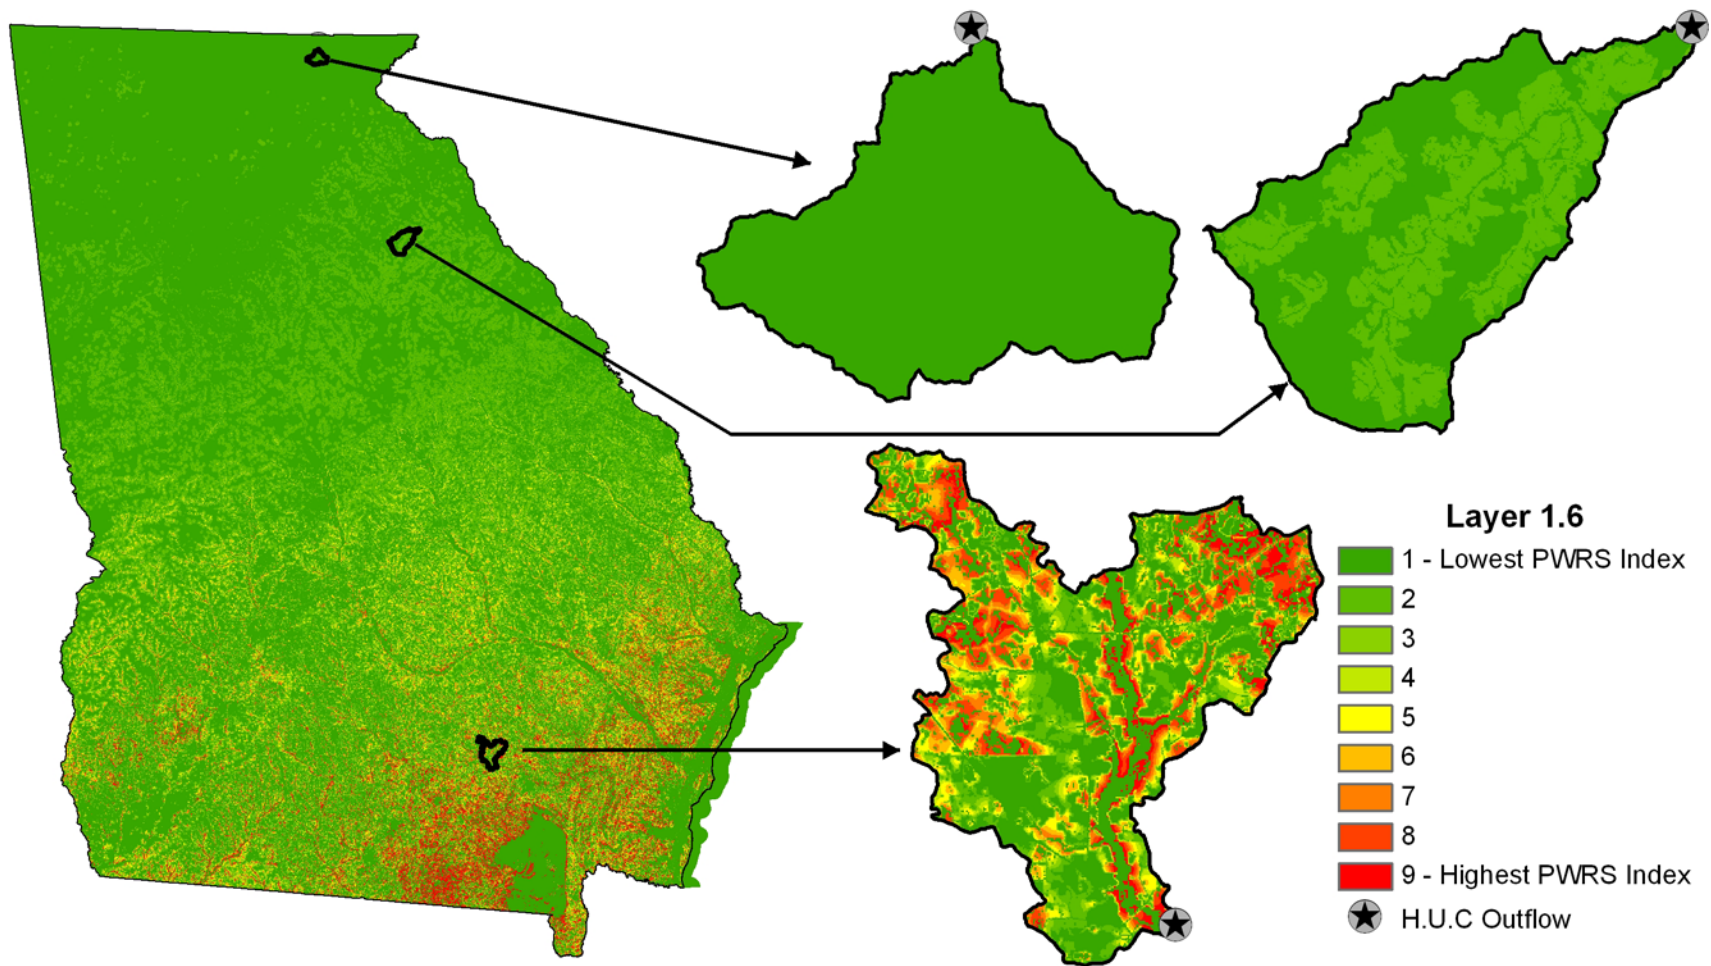 Layer 1.6
1 - Lowest PWRS Index
2
3
4
5
6
7
8
9 - Highest PWRS Index
H.U.C Outflow